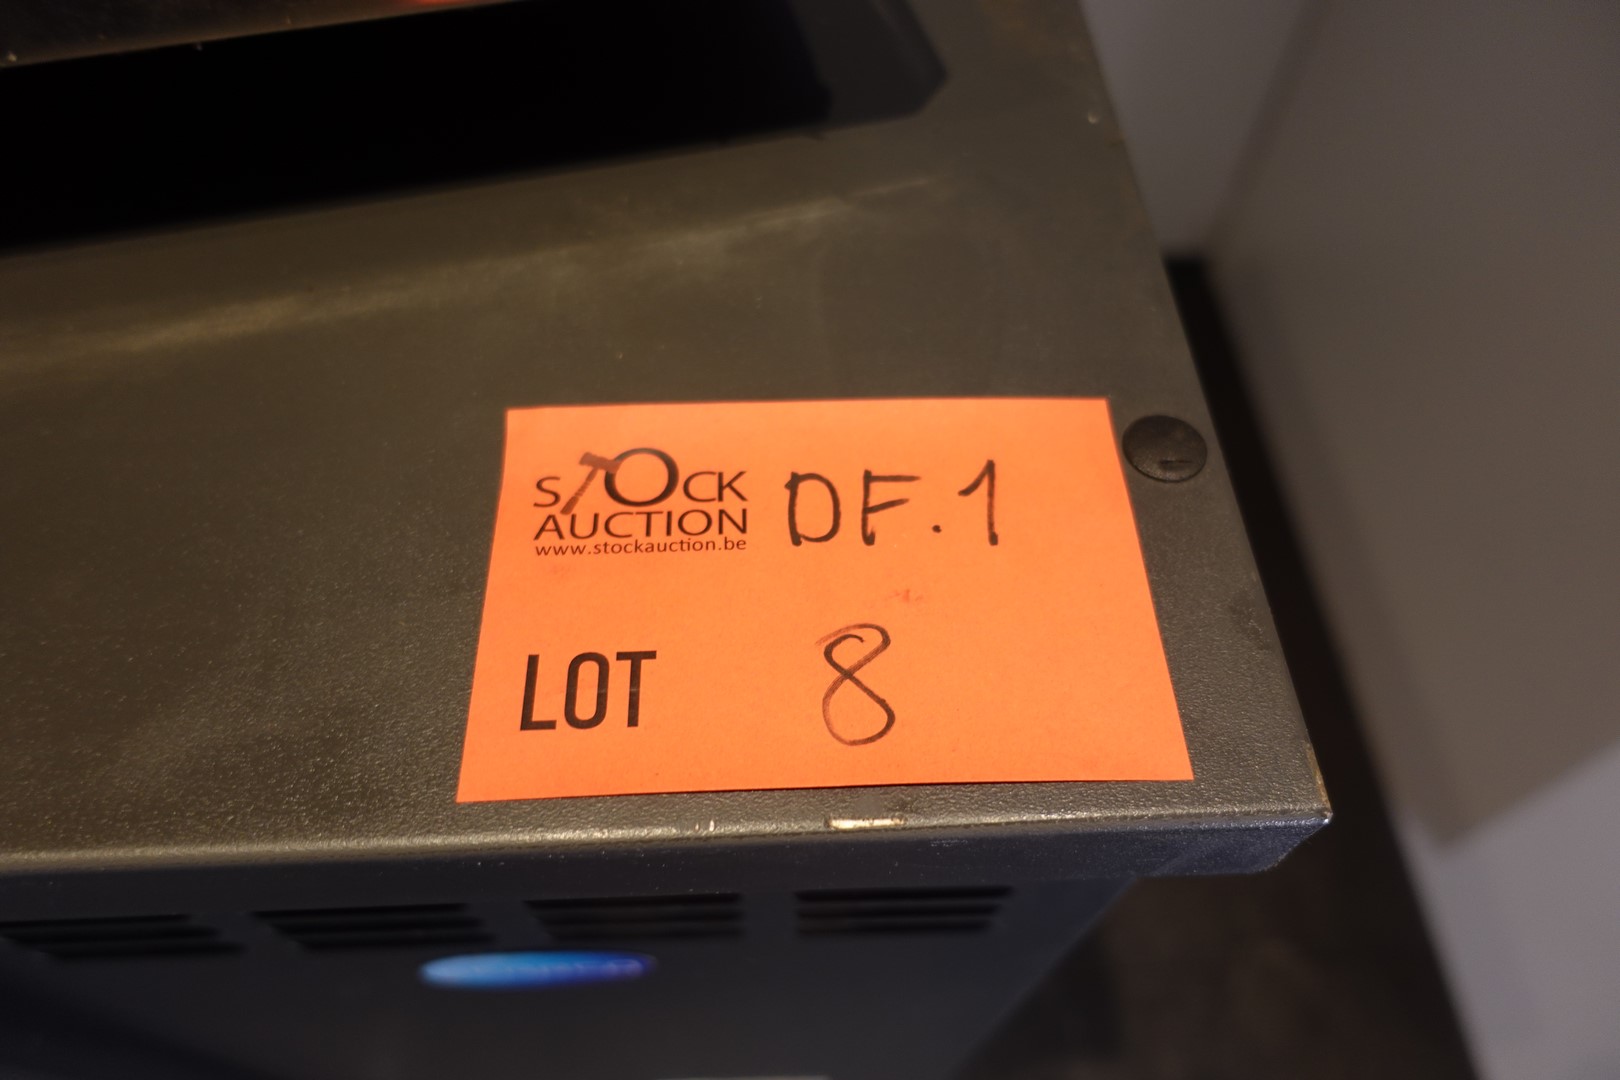 STOCK DF.1
AUCTION
www.stockauction.be
LOT 8